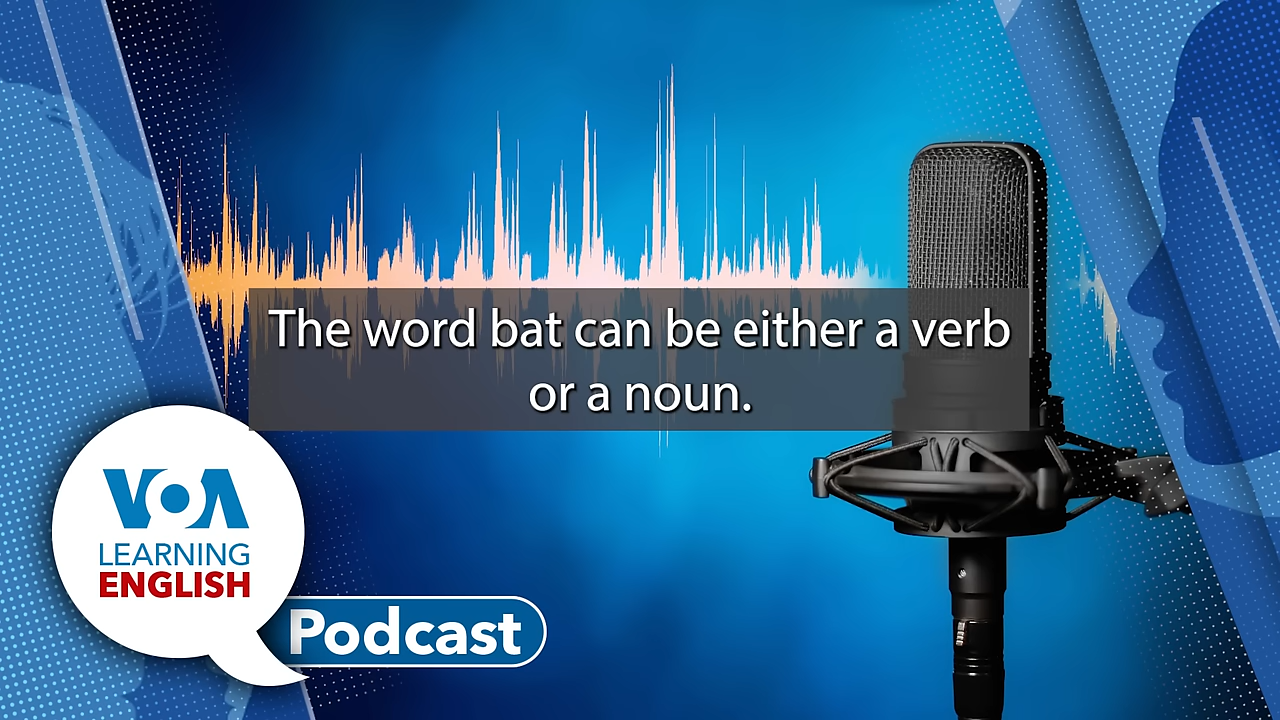 The word bat can be either a verb
or a noun.
VOA
LEARNING
ENGLISH
Podcast